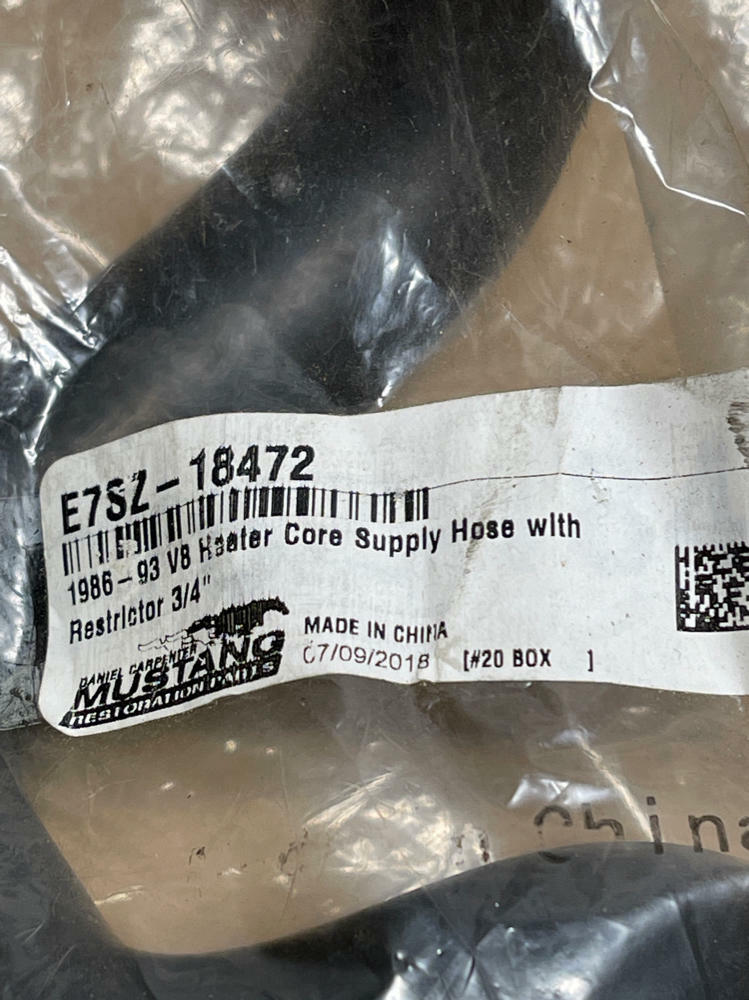 E7SZ-18472
1986-93 V8 Heater Core Supply Hose with
Restrictor 3/4"
DANIEL CARPENTER
MUSTANG
RESTORATION PARTS
MADE IN CHINA
07/09/2018 [#20 BOX ]
China